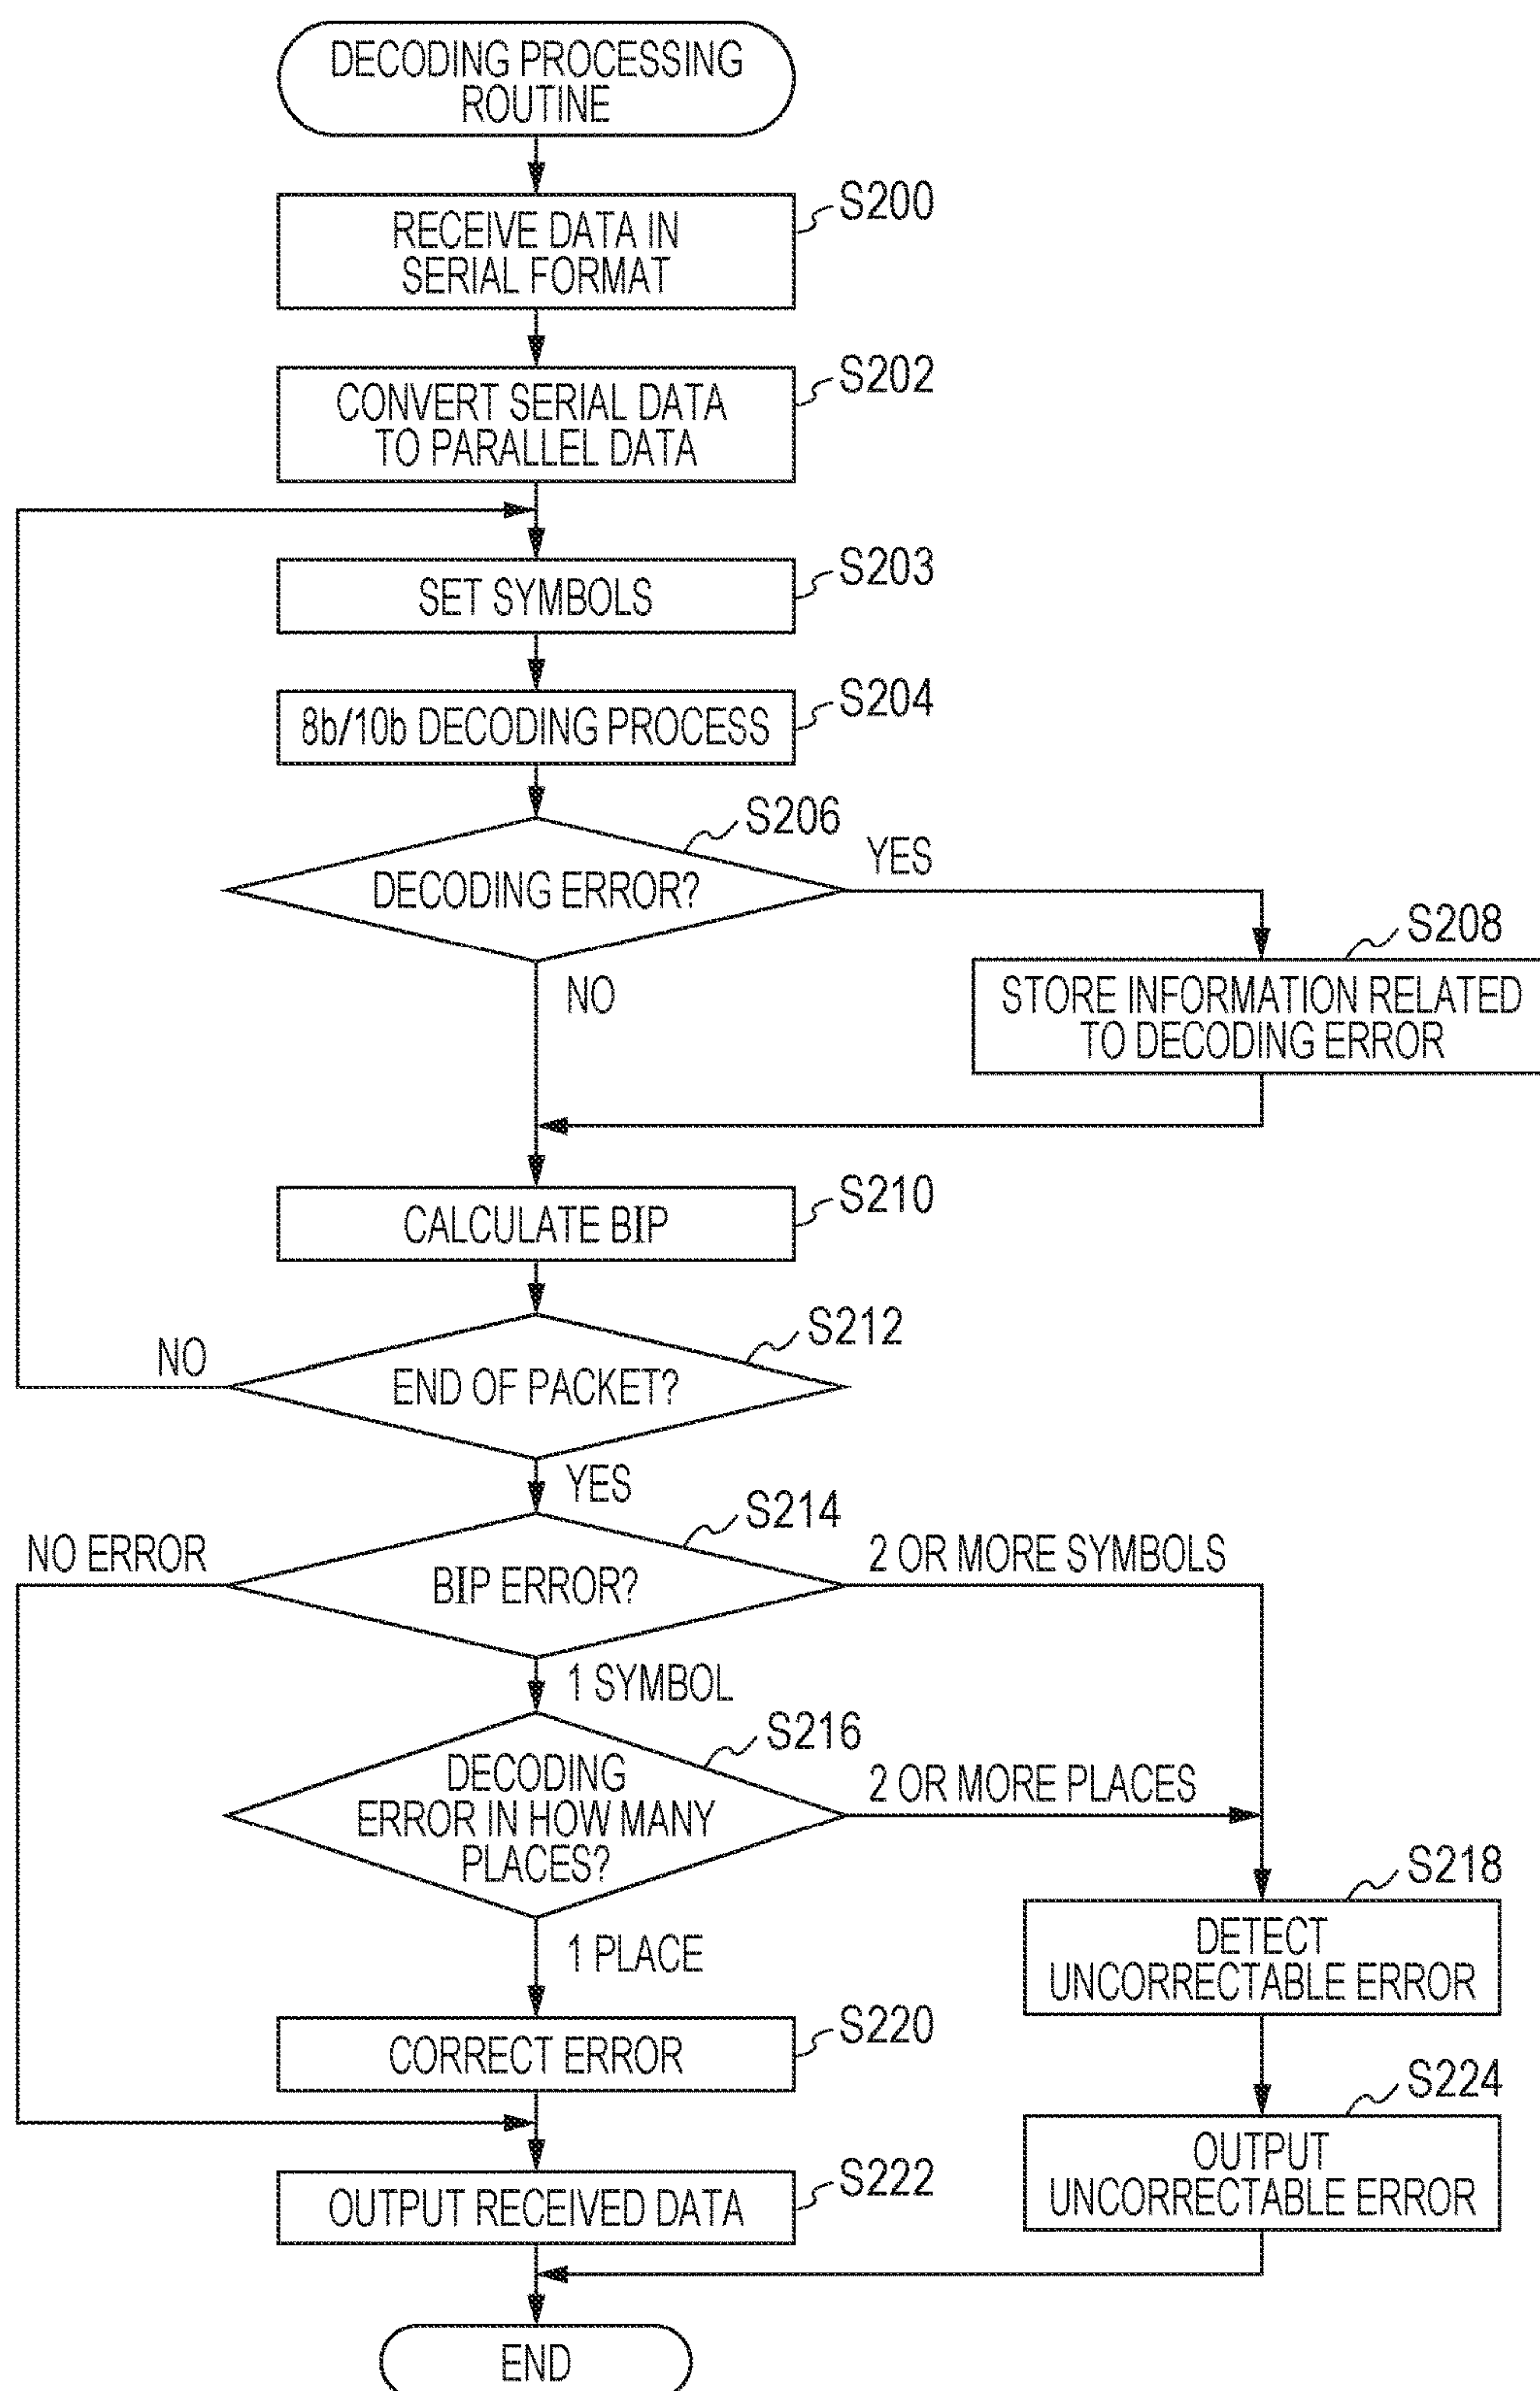 DECODING PROCESSING
ROUTINE
S200
RECEIVE DATA IN
SERIAL FORMAT
S202
CONVERT SERIAL DATA
TO PARALLEL DATA
S203
SET SYMBOLS
S204
8b/10b DECODING PROCESS
S206
YES
DECODING ERROR?
S208
NO
STORE INFORMATION RELATED
TO DECODING ERROR
S210
CALCULATE BIP
S212
NO
END OF PACKET?
YES
S214
NO ERROR
2 OR MORE SYMBOLS
BIP ERROR?
1 SYMBOL
S216
DECODING
ERROR IN HOW MANY
PLACES?
2 OR MORE PLACES
S218
DETECT
UNCORRECTABLE ERROR
1 PLACE
S220
CORRECT ERROR
S224
OUTPUT
UNCORRECTABLE ERROR
S222
OUTPUT RECEIVED DATA
END